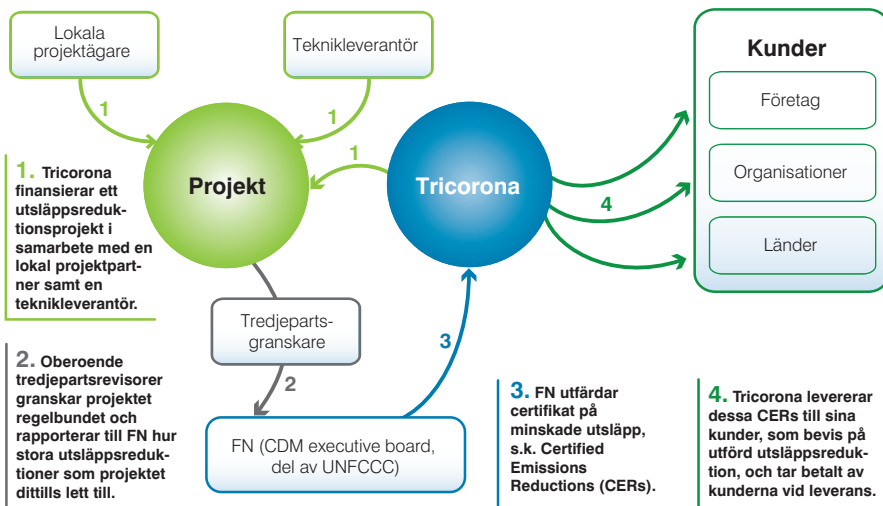 Lokala
projektägare
Teknikleverantör
Kunder
Företag
Organisationer
Länder
1
1
1
Projekt
Tricorona
4
1. Tricorona
finansierar ett
utsläppsreduk-
tionsprojekt i
samarbete med en
lokal projektpart-
ner samt en
teknikleverantör.
Tredjeparts-
granskare
3
2
2. Oberoende
tredjepartsrevisorer
granskar projektet
regelbundet och
rapporterar till FN hur
stora utsläppsreduk-
tioner som projektet
dittills lett till.
FN (CDM executive board,
del av UNFCCC)
3. FN utfärdar
certifikat på
minskade utsläpp,
s.k. Certified
Emissions
Reductions (CERs).
4. Tricorona levererar
dessa CERs till sina
kunder, som bevis på
utförd utsläppsreduk-
tion, och tar betalt av
kunderna vid leverans.